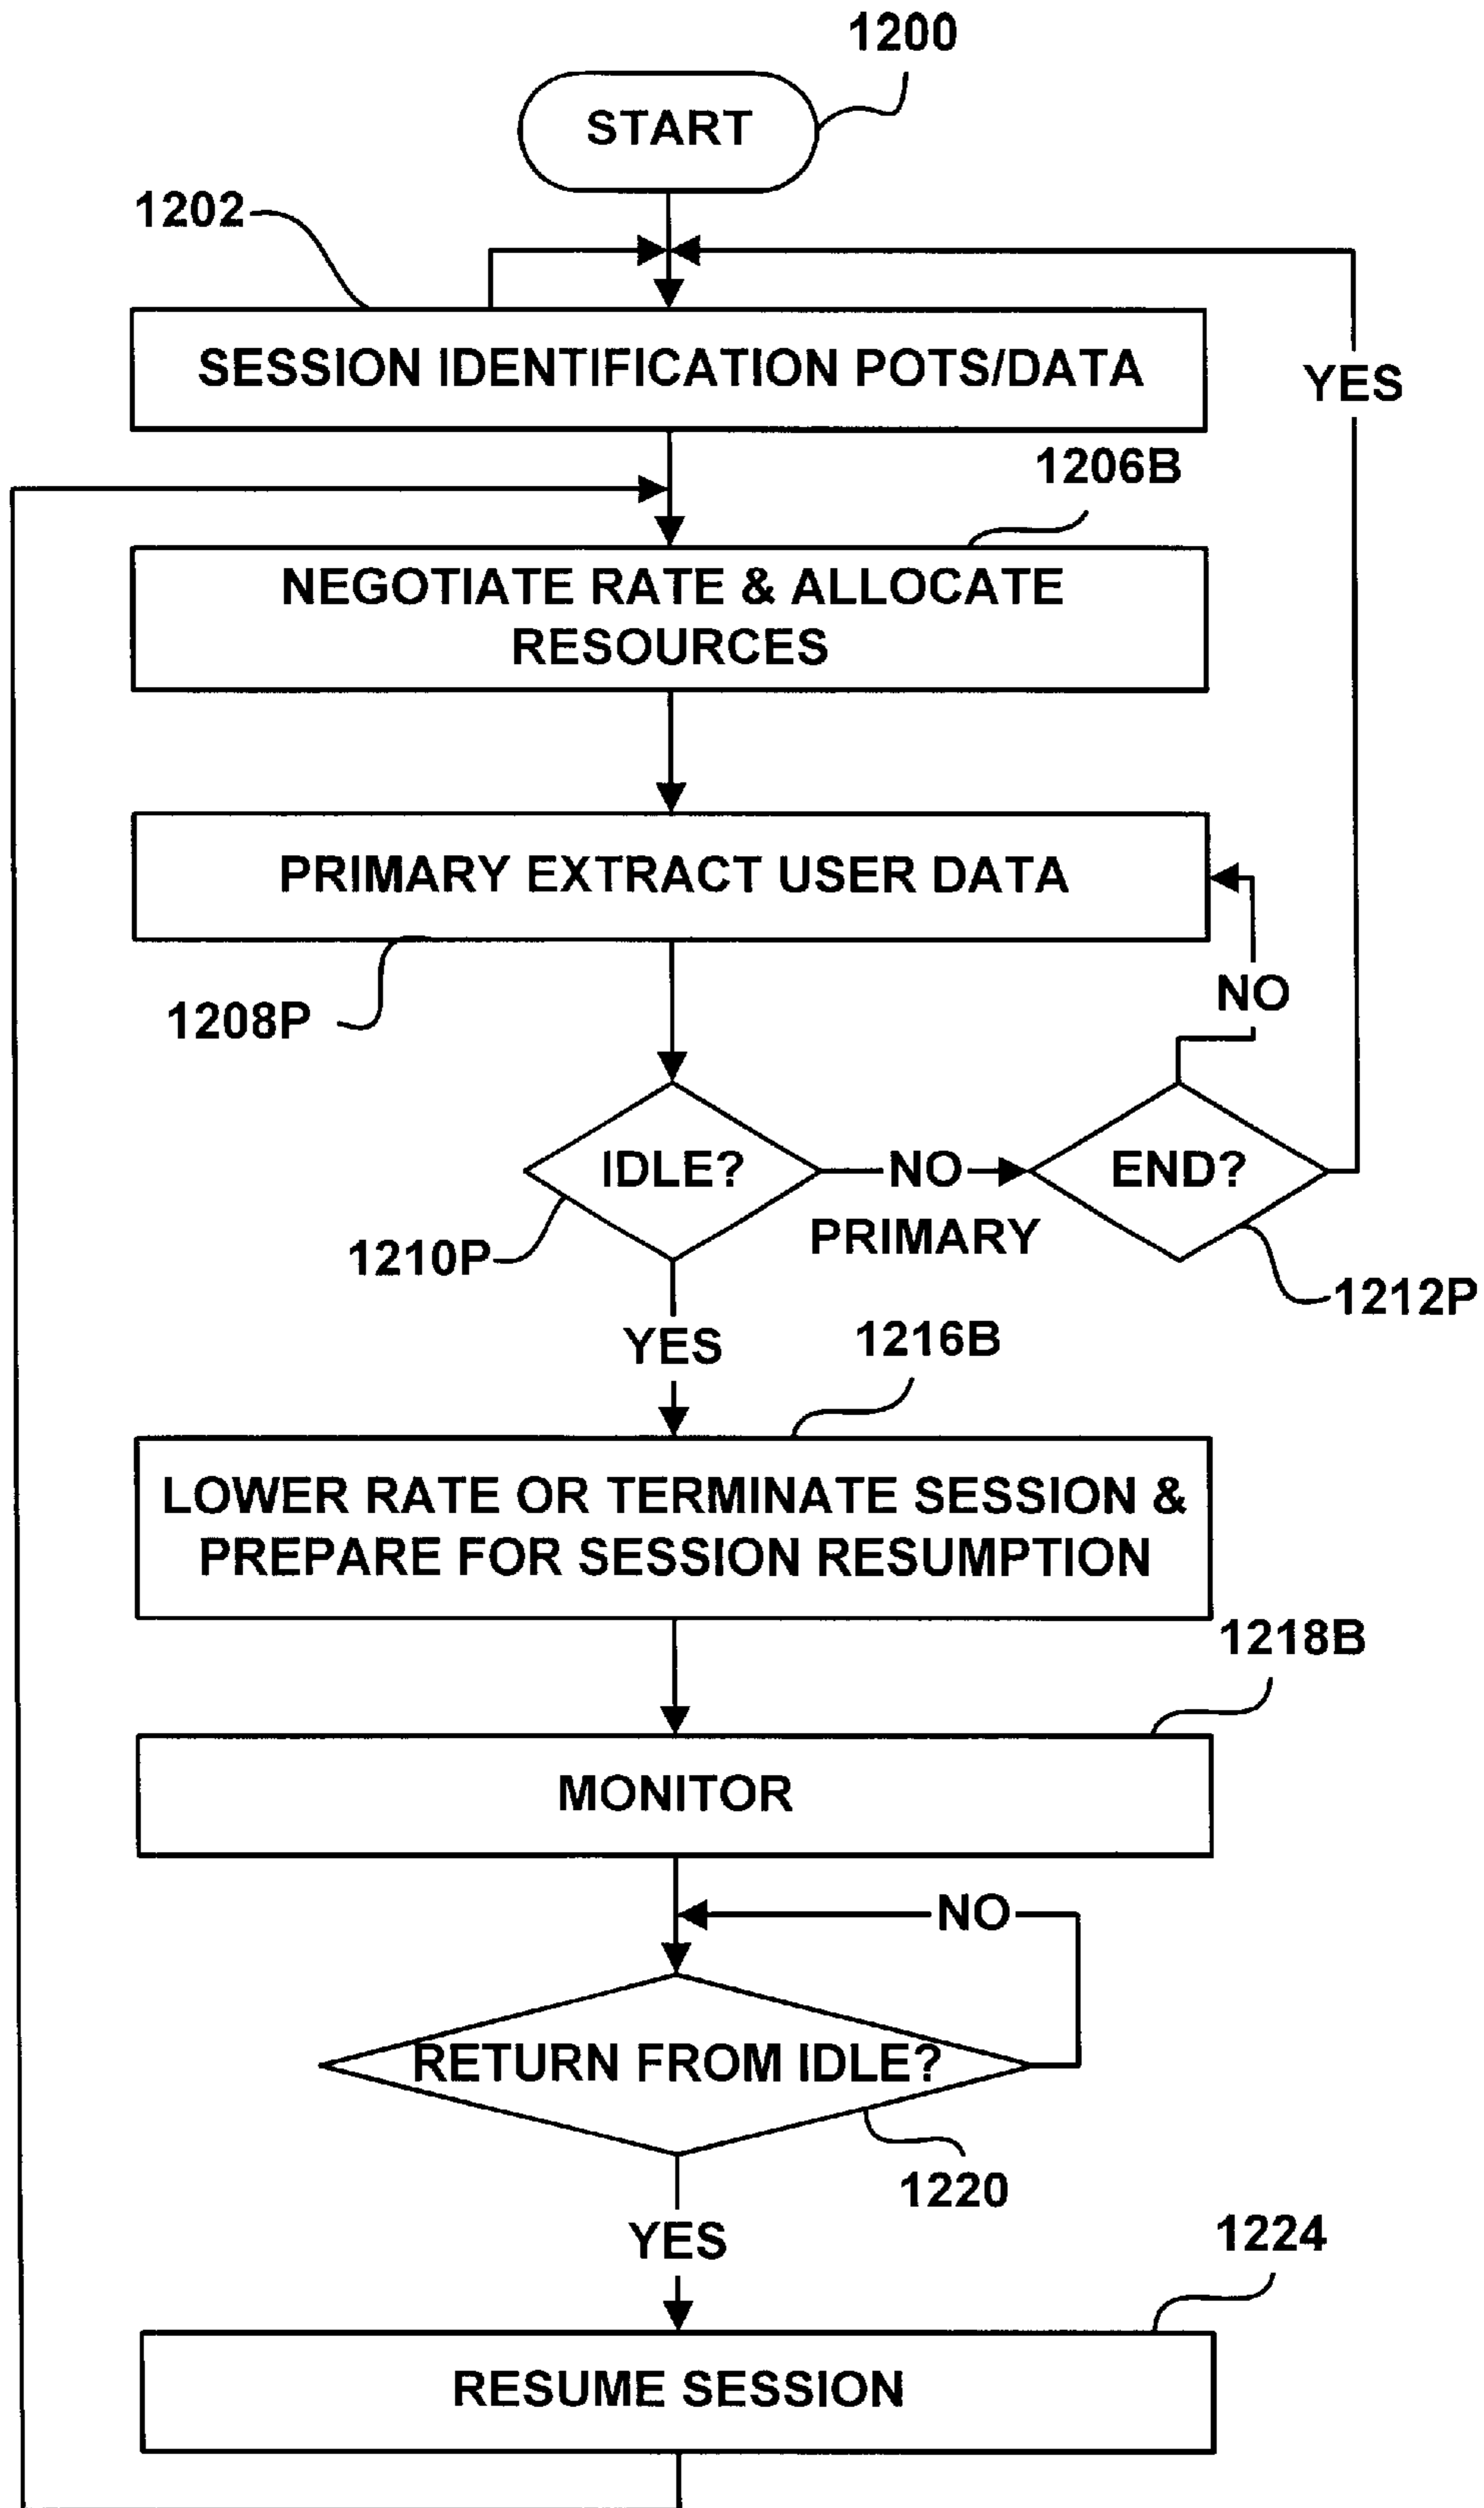 1200
START
1202
SESSION IDENTIFICATION POTS/DATA
YES
1206B
NEGOTIATE RATE & ALLOCATE
RESOURCES
PRIMARY EXTRACT USER DATA
NO
1208P
IDLE?
NO
END?
PRIMARY
1210P
1212P
YES
1216B
LOWER RATE OR TERMINATE SESSION &
PREPARE FOR SESSION RESUMPTION
1218B
MONITOR
NO
RETURN FROM IDLE?
1220
YES
1224
RESUME SESSION